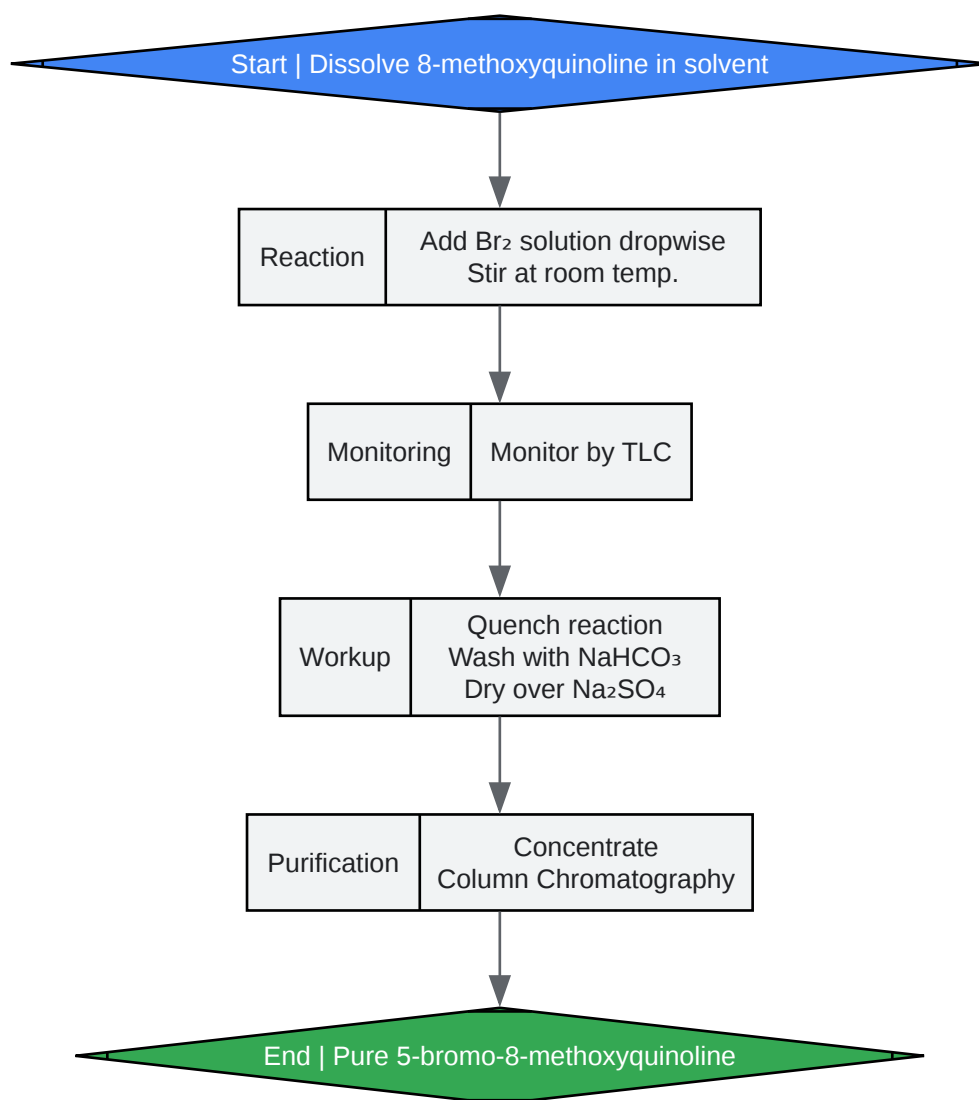 Start | Dissolve 8-methoxyquinoline in solvent
Reaction
Add Br₂ solution dropwise
Stir at room temp.
Monitoring
Monitor by TLC
Workup
Quench reaction
Wash with NaHCO₃
Dry over Na₂SO₄
Purification
Concentrate
Column Chromatography
End | Pure 5-bromo-8-methoxyquinoline